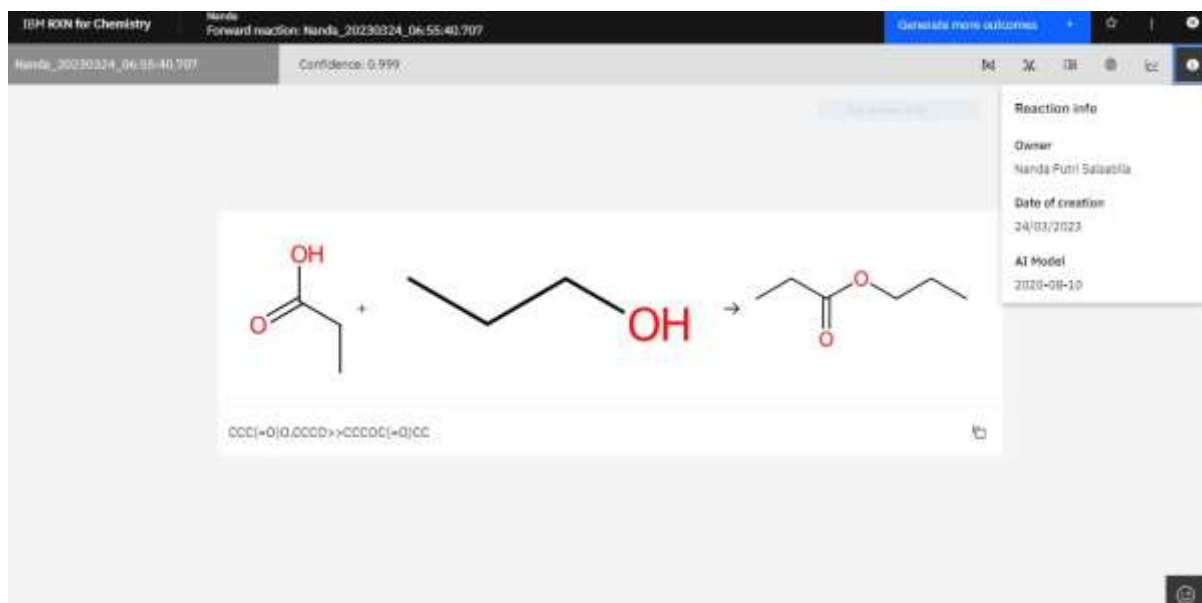 IBM RXN for Chemistry
Nanda
Forward reaction: Nanda_20230324_06:55:40.707
Generate more outcomes +
Nanda_20230324_06:55:40.707
Confidence: 0.999
Reaction info
Owner
Nanda Putri Salsabila
Date of creation
24/03/2023
AI Model
2020-08-10
OH
O
+
OH
→
O
O
CCC(=O)O.CCCO>>CCCOC(=O)CC